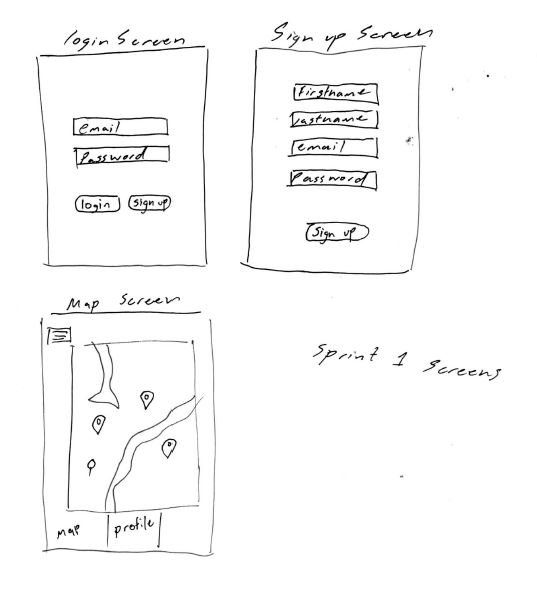 login Screen
Sign up Screen
email
Password
login
sign up
Firstname
Lastname
email
Password
Sign up
Map Screen
Map
profile
Sprint 1 Screens